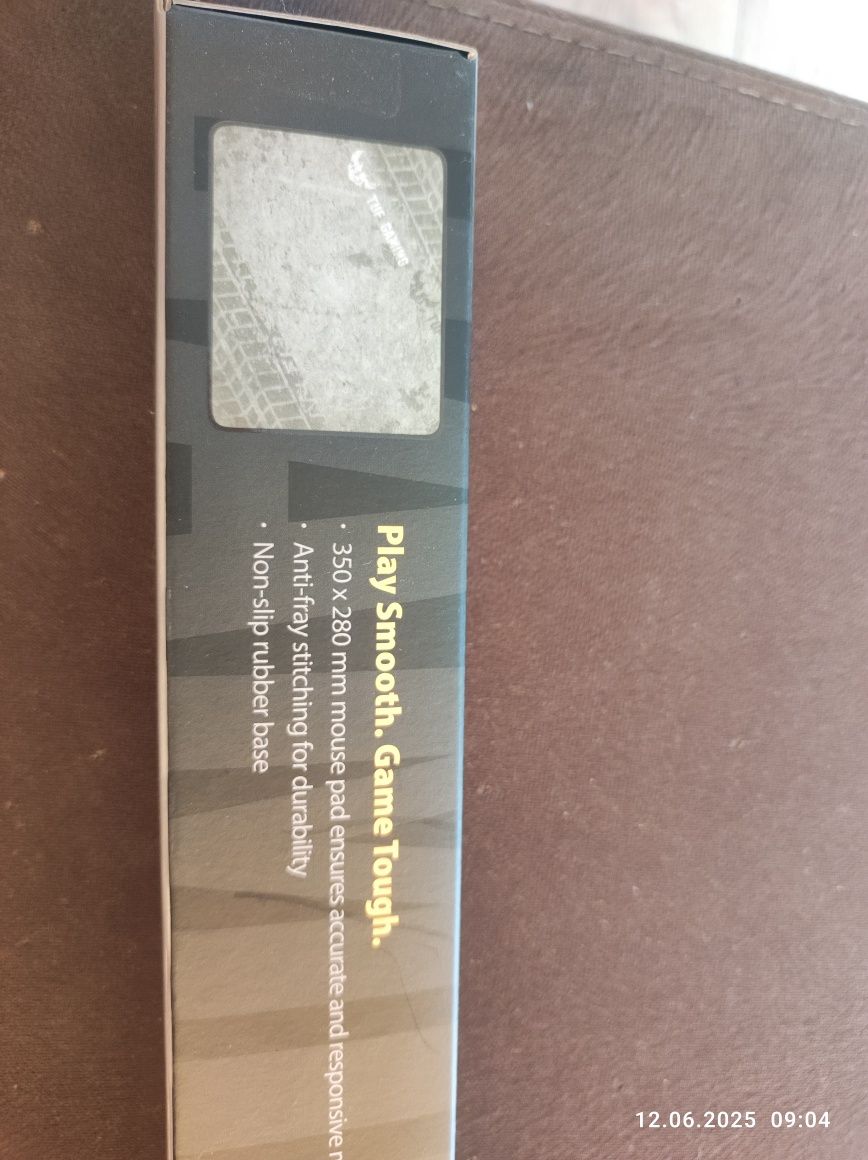 TUF GAMING
Play Smooth. Game Tough.
• 350 x 280 mm mouse pad ensures accurate and responsive
• Anti-fray stitching for durability
• Non-slip rubber base
12.06.2025 09:04